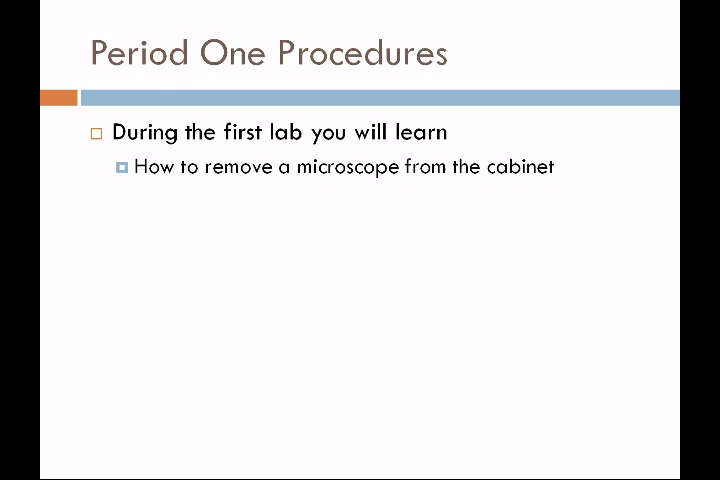 Period One Procedures
During the first lab you will learn
How to remove a microscope from the cabinet